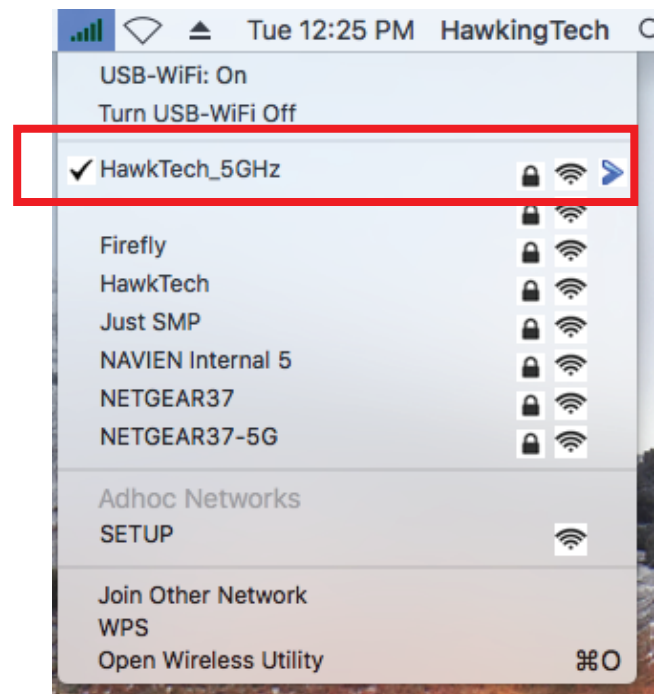 Tue 12:25 PM HawkingTech
USB-WiFi: On
Turn USB-WiFi Off
HawkTech_5GHz
Firefly
HawkTech
Just SMP
NAVIEN Internal 5
NETGEAR37
NETGEAR37-5G
Adhoc Networks
SETUP
Join Other Network
WPS
Open Wireless Utility ⌘O